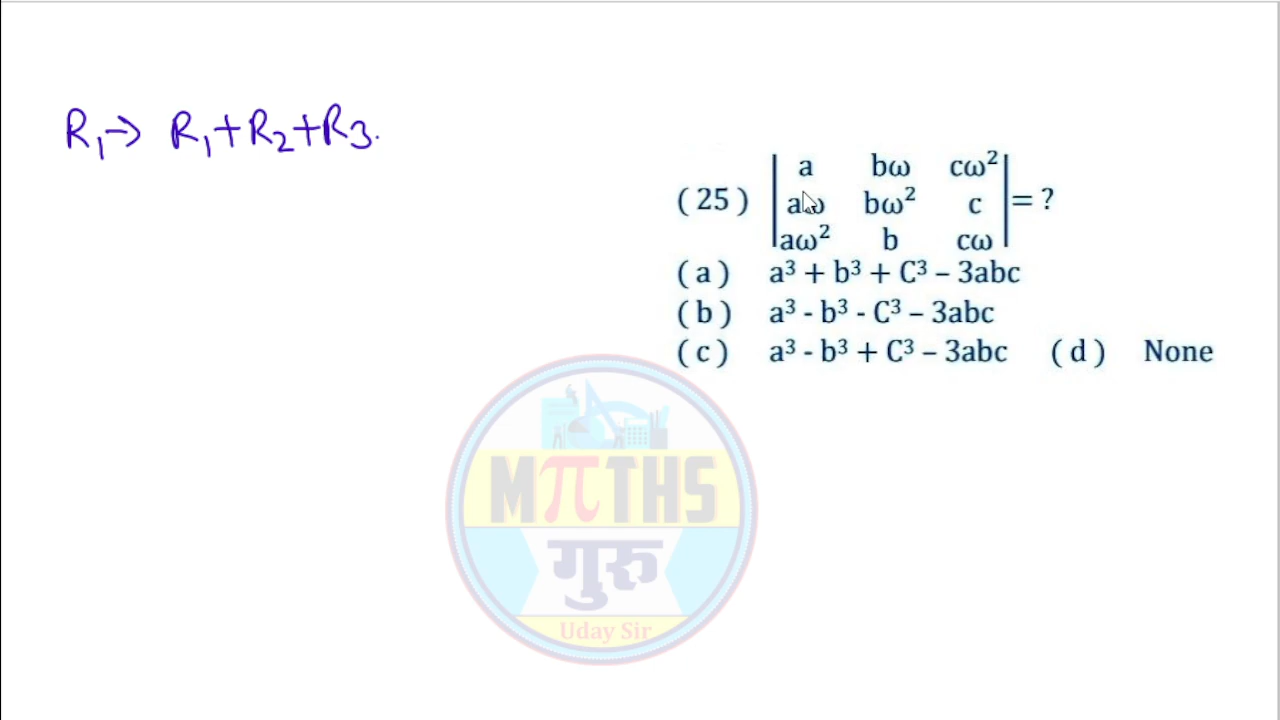 R₁→ R₁+R₂+R₃.
( 25 ) | a bω cω² |
| aω bω² c | = ?
| aω² b cω |
( a ) a³ + b³ + C³ – 3abc
( b ) a³ - b³ - C³ – 3abc
( c ) a³ - b³ + C³ – 3abc ( d ) None
MπTHS
गुरु
Uday Sir